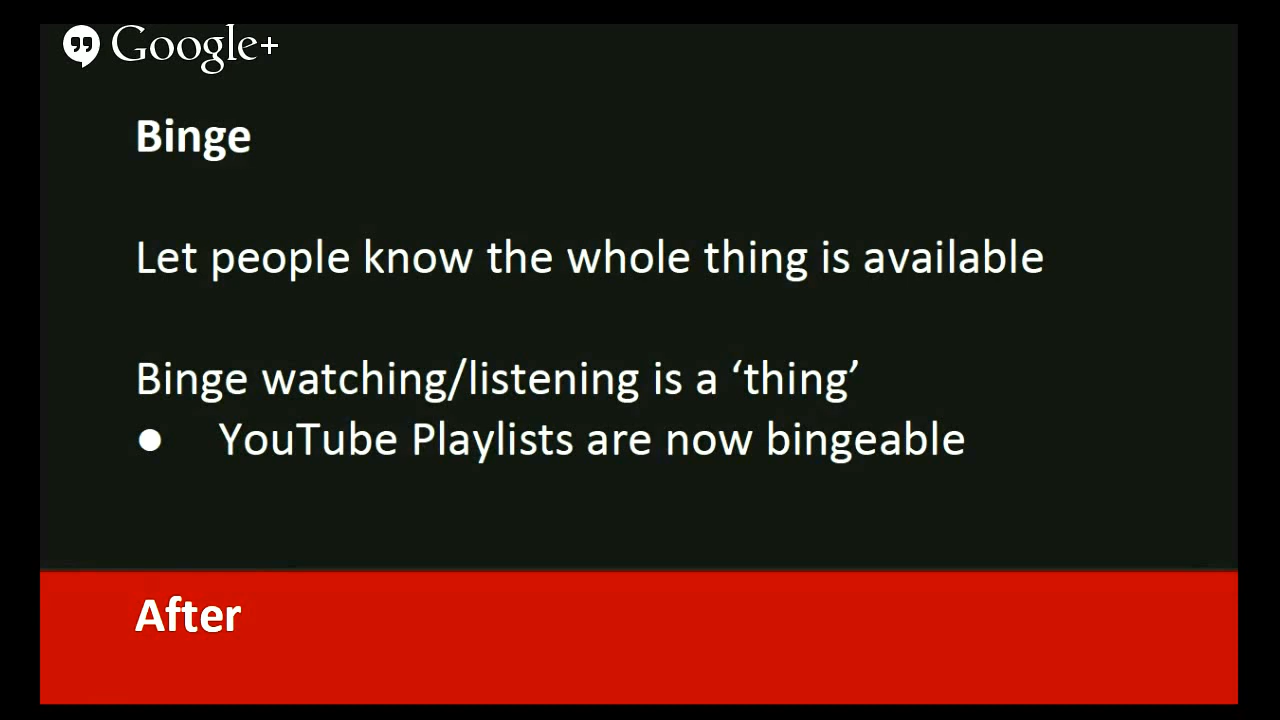 Google+
Binge
Let people know the whole thing is available
Binge watching/listening is a ‘thing’
● YouTube Playlists are now bingeable
After